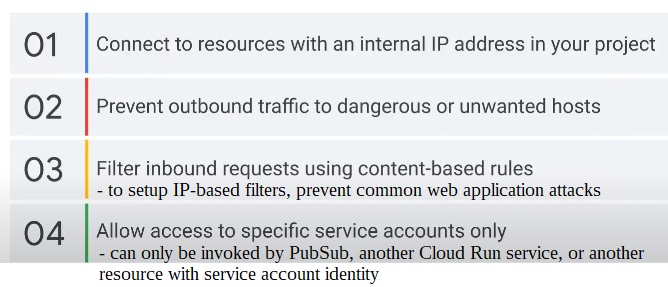 01 Connect to resources with an internal IP address in your project
02 Prevent outbound traffic to dangerous or unwanted hosts
03 Filter inbound requests using content-based rules
- to setup IP-based filters, prevent common web application attacks
04 Allow access to specific service accounts only
- can only be invoked by PubSub, another Cloud Run service, or another
resource with service account identity